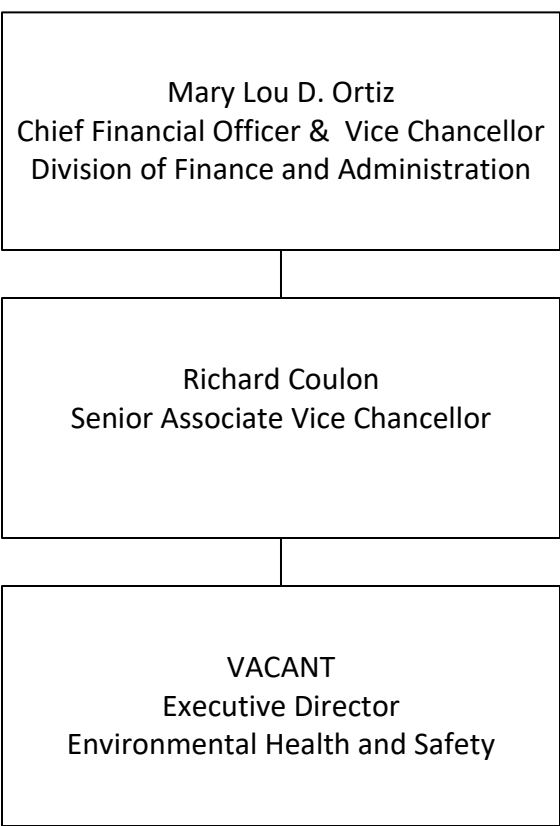 Mary Lou D. Ortiz
Chief Financial Officer & Vice Chancellor
Division of Finance and Administration
Richard Coulon
Senior Associate Vice Chancellor
VACANT
Executive Director
Environmental Health and Safety